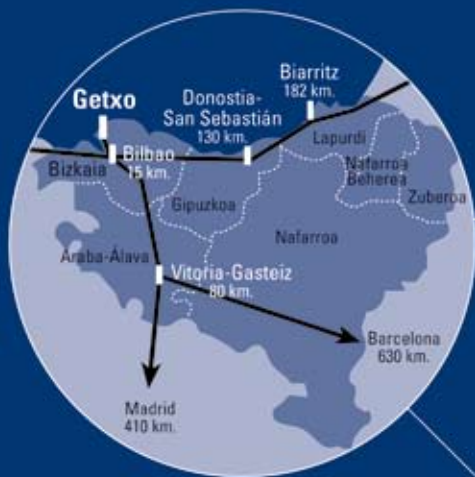 Biarritz
182 km.
Getxo
Donostia-
San Sebastián
130 km.
Lapurdi
Bilbao
15 km.
Bizkaia
Nafarroa
Beherea
Gipuzkoa
Zuberoa
Nafarroa
Araba-Álava
Vitoria-Gasteiz
80 km.
Barcelona
630 km.
Madrid
410 km.